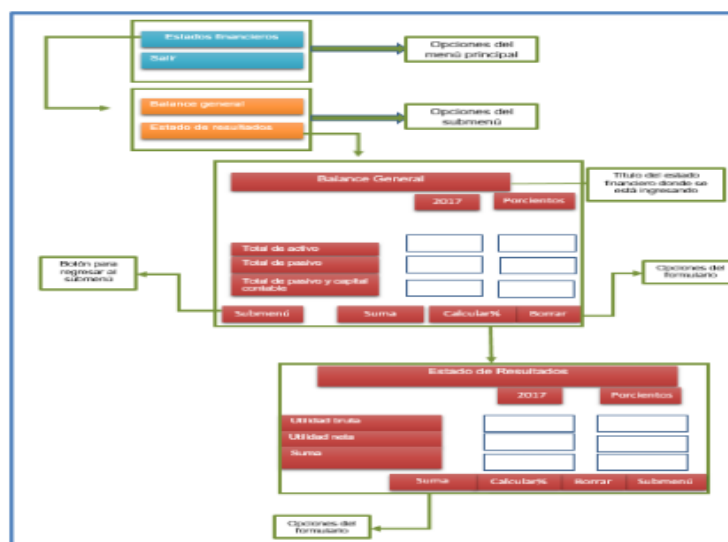 Estados financieros
Salir
Opciones del
menú principal
Balance general
Estado de resultados
Opciones del
submenú
Balance General
2017
Porcientos
Título del estado
financiero donde se
está ingresando
Total de activo
Total de pasivo
Total de pasivo y capital
contable
Botón para
regresar al
submenú
Opciones del
formulario
Submenú
Suma
Calcular%
Borrar
Estado de Resultados
2017
Porcientos
Utilidad bruta
Utilidad neta
Suma
Suma
Calcular%
Borrar
Submenú
Opciones del
formulario